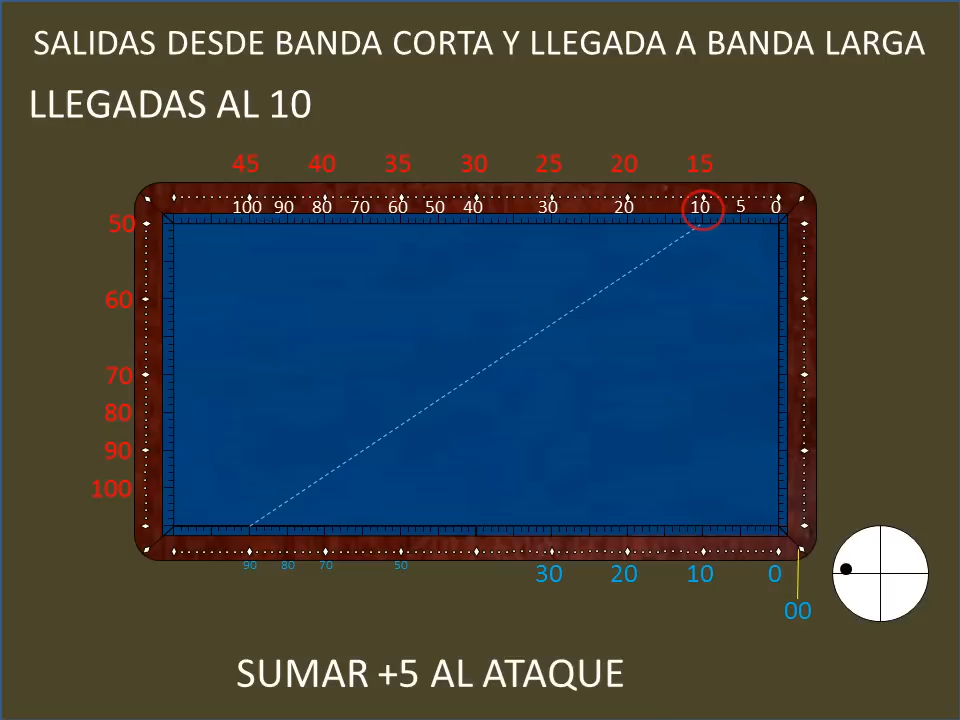 SALIDAS DESDE BANDA CORTA Y LLEGADA A BANDA LARGA
LLEGADAS AL 10
45 40 35 30 25 20 15
100 90 80 70 60 50 40 30 20 10 5 0
50
60
70
80
90
100
90 80 70 50 30 20 10 0
00
SUMAR +5 AL ATAQUE